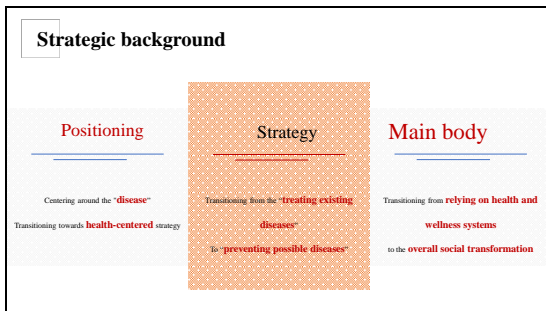 Strategic background
Positioning
Centering around the "disease"
Transitioning towards health-centered strategy
Strategy
Transitioning from the "treating existing
diseases"
To "preventing possible diseases"
Main body
Transitioning from relying on health and
wellness systems
to the overall social transformation